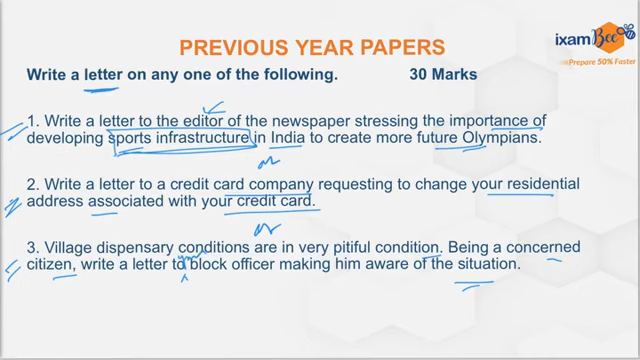 PREVIOUS YEAR PAPERS
ixamBee
Prepare 50% Faster
Write a letter on any one of the following. 30 Marks
1. Write a letter to the editor of the newspaper stressing the importance of
developing sports infrastructure in India to create more future Olympians.
or
2. Write a letter to a credit card company requesting to change your residential
address associated with your credit card.
or
3. Village dispensary conditions are in very pitiful condition. Being a concerned
your
citizen, write a letter to block officer making him aware of the situation.